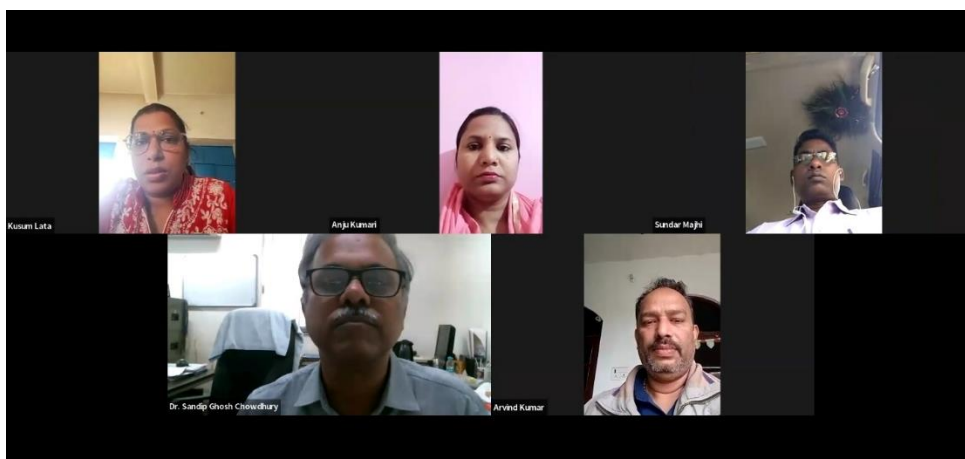 Kusum Lata
Anju Kumari
Sundar Majhi
Dr. Sandip Ghosh Chowdhury
Arvind Kumar